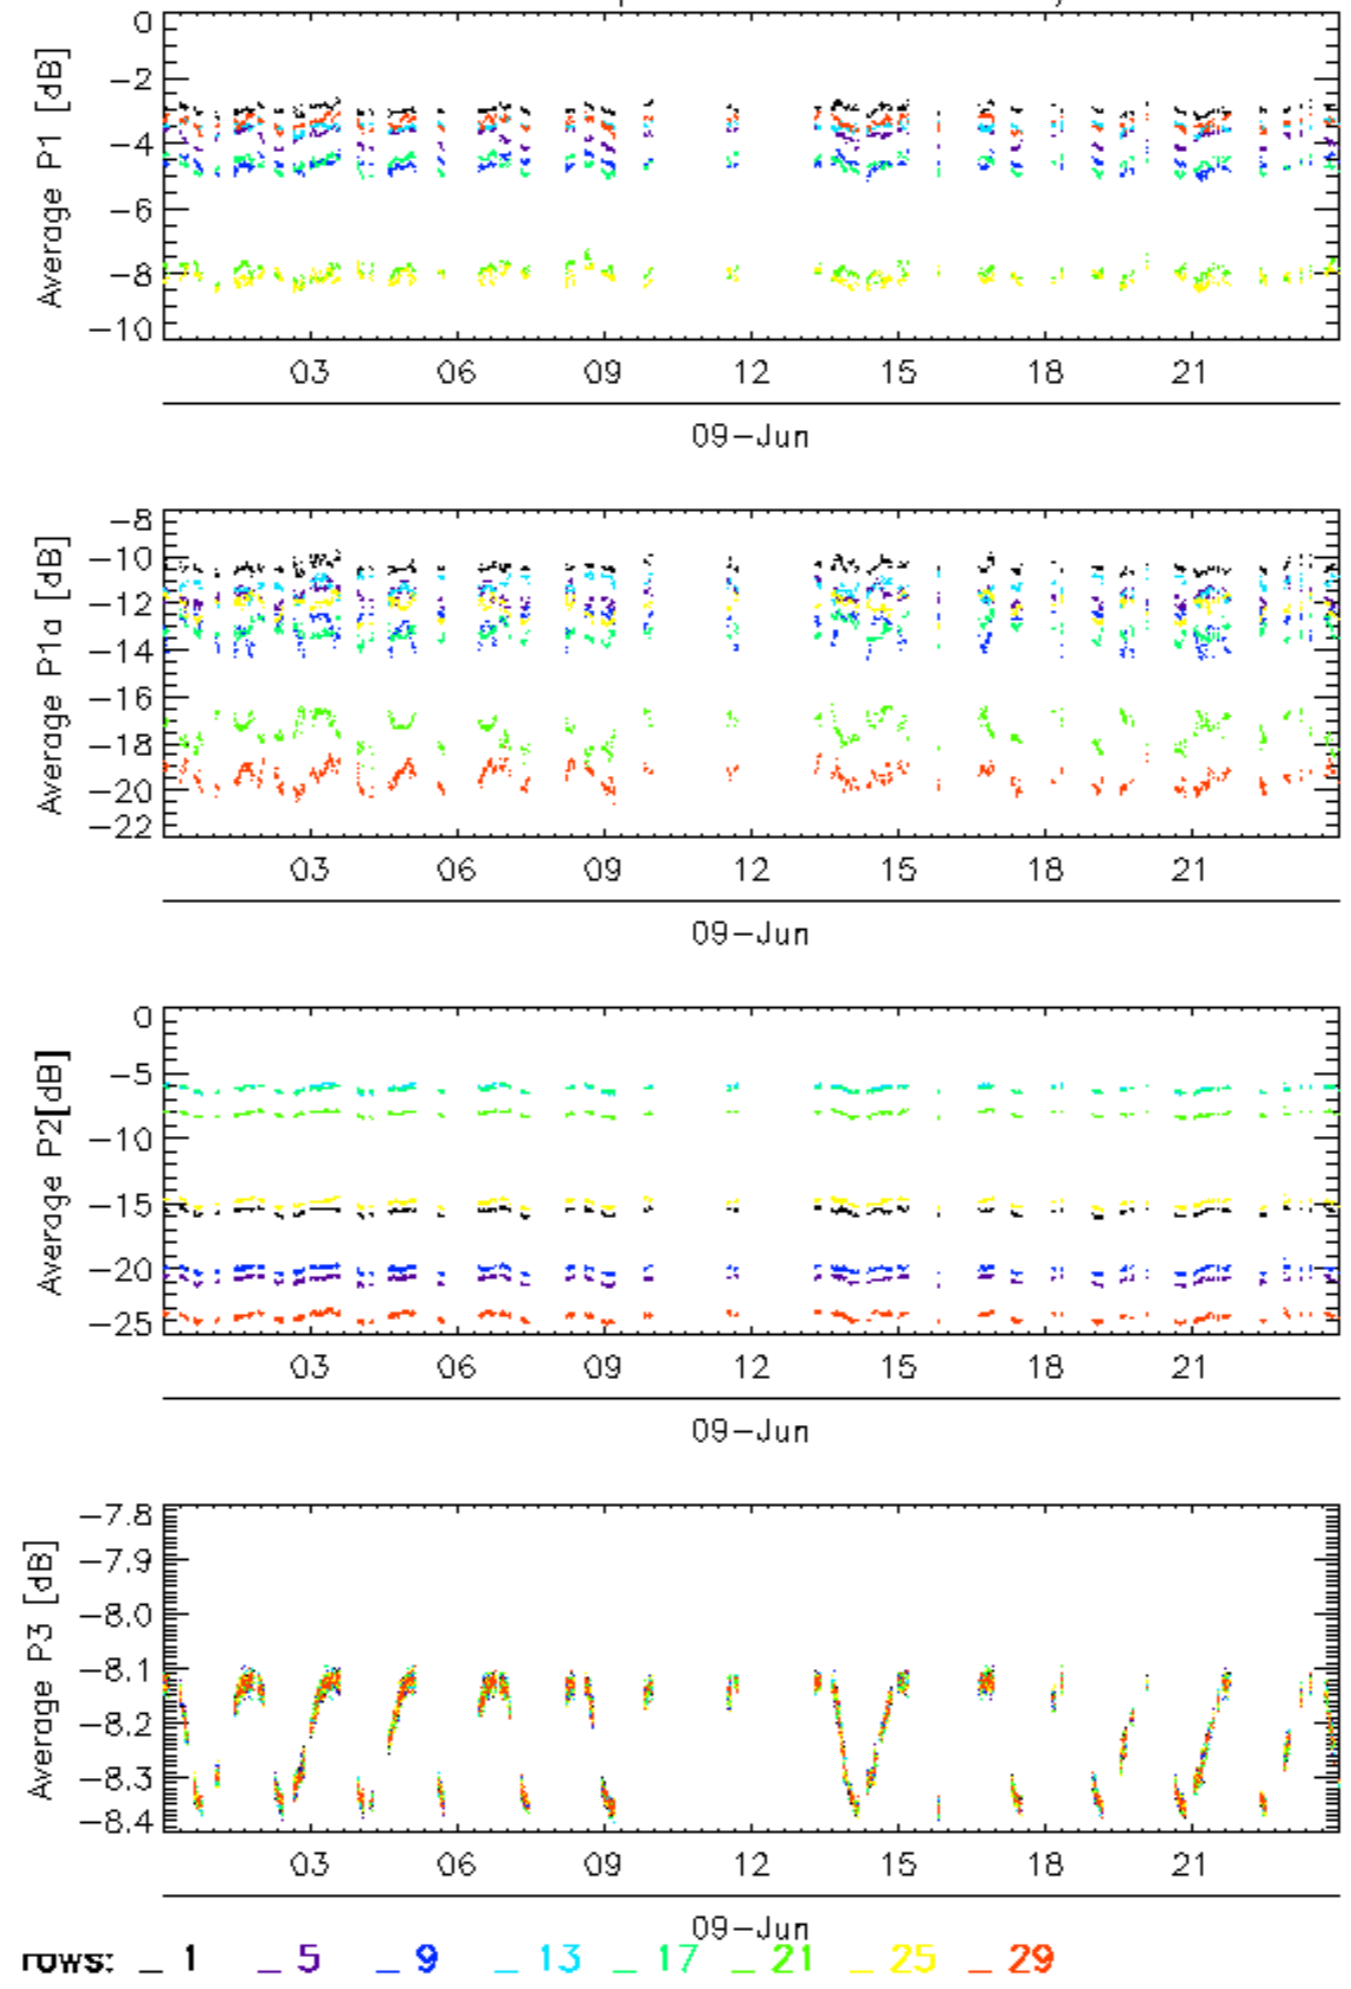 Average P1 [dB]
0
−2
−4
−6
−8
−10
03 06 09 12 15 18 21
09−Jun
Average P1a [dB]
−8
−10
−12
−14
−16
−18
−20
−22
03 06 09 12 15 18 21
09−Jun
Average P2[dB]
0
−5
−10
−15
−20
−25
03 06 09 12 15 18 21
09−Jun
Average P3 [dB]
−7.8
−7.9
−8.0
−8.1
−8.2
−8.3
−8.4
03 06 09 12 15 18 21
09−Jun
rows: _ 1 _ 5 _ 9 _ 13 _ 17 _ 21 _ 25 _ 29